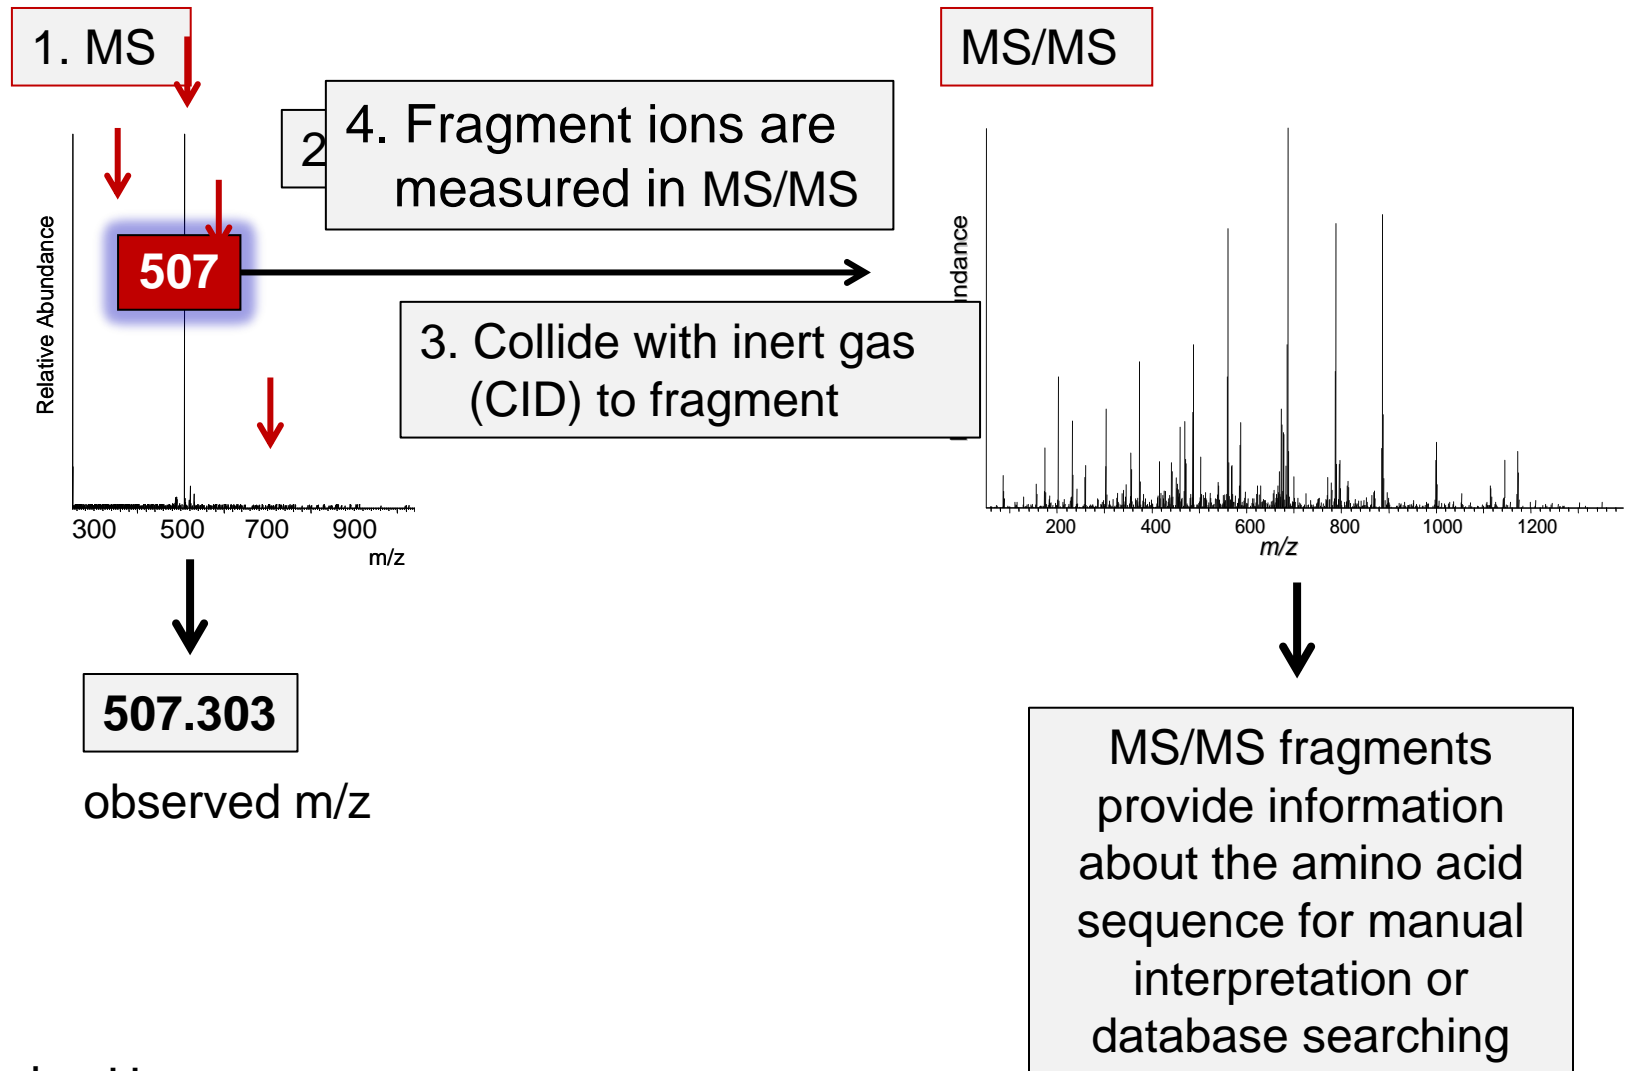 1. MS
MS/MS
2
4. Fragment ions are
measured in MS/MS
Relative Abundance
507
ndance
3. Collide with inert gas
(CID) to fragment
300 500 700 900
m/z
200 400 600 800 1000 1200
m/z
507.303
observed m/z
MS/MS fragments
provide information
about the amino acid
sequence for manual
interpretation or
database searching